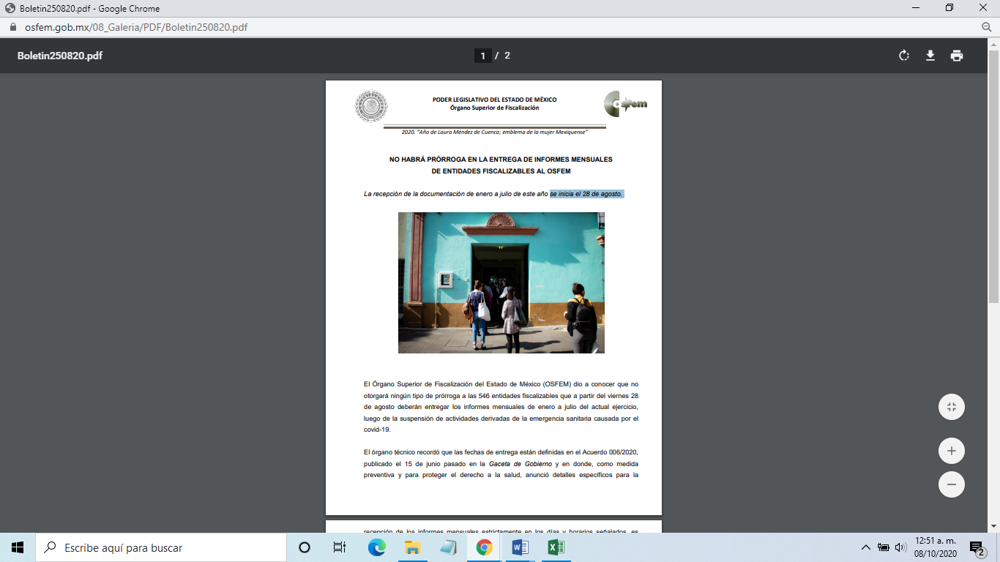 Boletin250820.pdf - Google Chrome
osfem.gob.mx/08_Galeria/PDF/Boletin250820.pdf
Boletin250820.pdf
1 / 2
PODER LEGISLATIVO DEL ESTADO DE MÉXICO
Órgano Superior de Fiscalización
osfem
2020. "Año de Laura Méndez de Cuenca; emblema de la mujer Mexiquense"
NO HABRÁ PRÓRROGA EN LA ENTREGA DE INFORMES MENSUALES
DE ENTIDADES FISCALIZABLES AL OSFEM
La recepción de la documentación de enero a julio de este año se inicia el 28 de agosto.
El Órgano Superior de Fiscalización del Estado de México (OSFEM) dio a conocer que no
otorgará ningún tipo de prórroga a las 546 entidades fiscalizables que a partir del viernes 28
de agosto deberán entregar los informes mensuales de enero a julio del actual ejercicio,
luego de la suspensión de actividades derivadas de la emergencia sanitaria causada por el
covid-19.
El órgano técnico recordó que las fechas de entrega están definidas en el Acuerdo 006/2020,
publicado el 15 de junio pasado en la Gaceta de Gobierno y en donde, como medida
preventiva y para proteger el derecho a la salud, anunció detalles específicos para la
recepción de los informes mensuales estrictamente en los días y horarios señalados, es
Escribe aquí para buscar
12:51 a. m.
08/10/2020
2